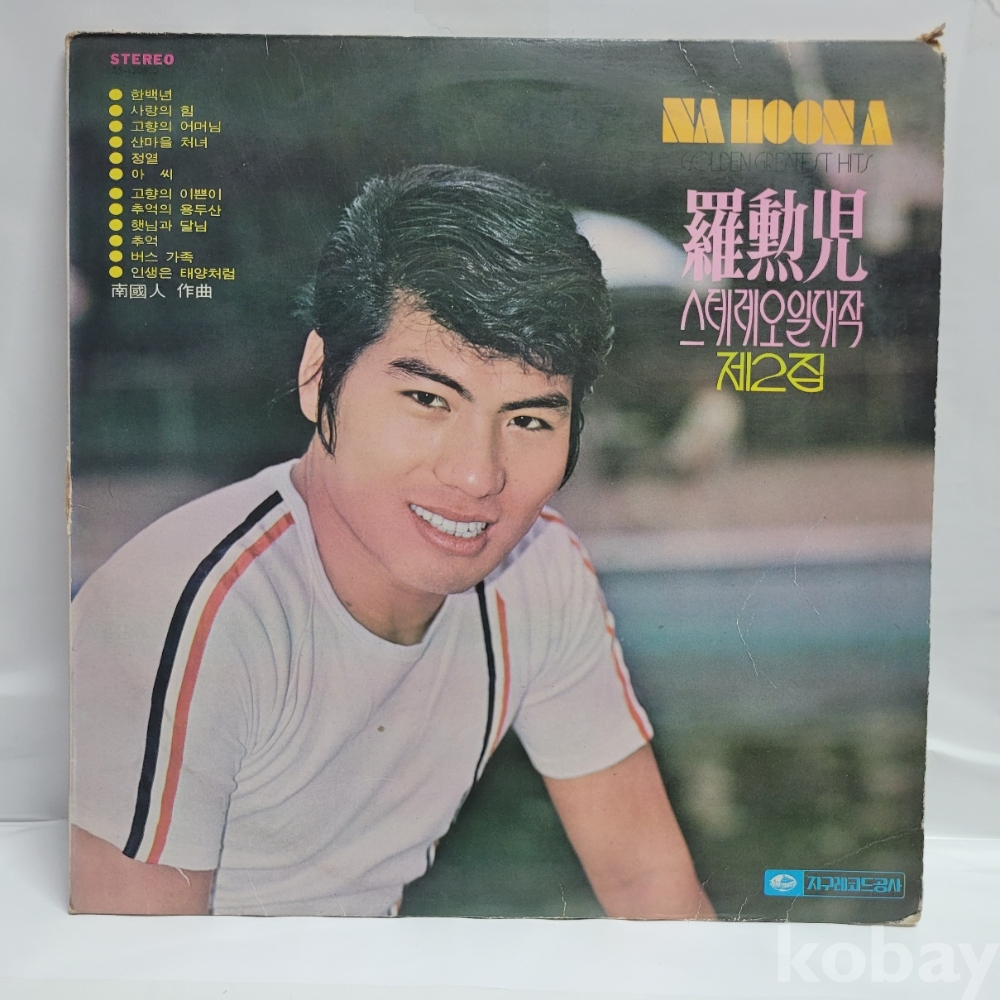 STEREO
● 한백년
● 사랑의 힘
● 고향의 어머님
● 산마을 처녀
● 정열
● 아 씨
● 고향의 이쁜이
● 추억의 용두산
● 햇님과 달님
● 추억
● 버스 가족
● 인생은 태양처럼
南國人 作曲
NA HOON A
GOLDEN GREATEST HITS
羅勲児
스테레오일대작
제2집
지구레코드공사
kobay